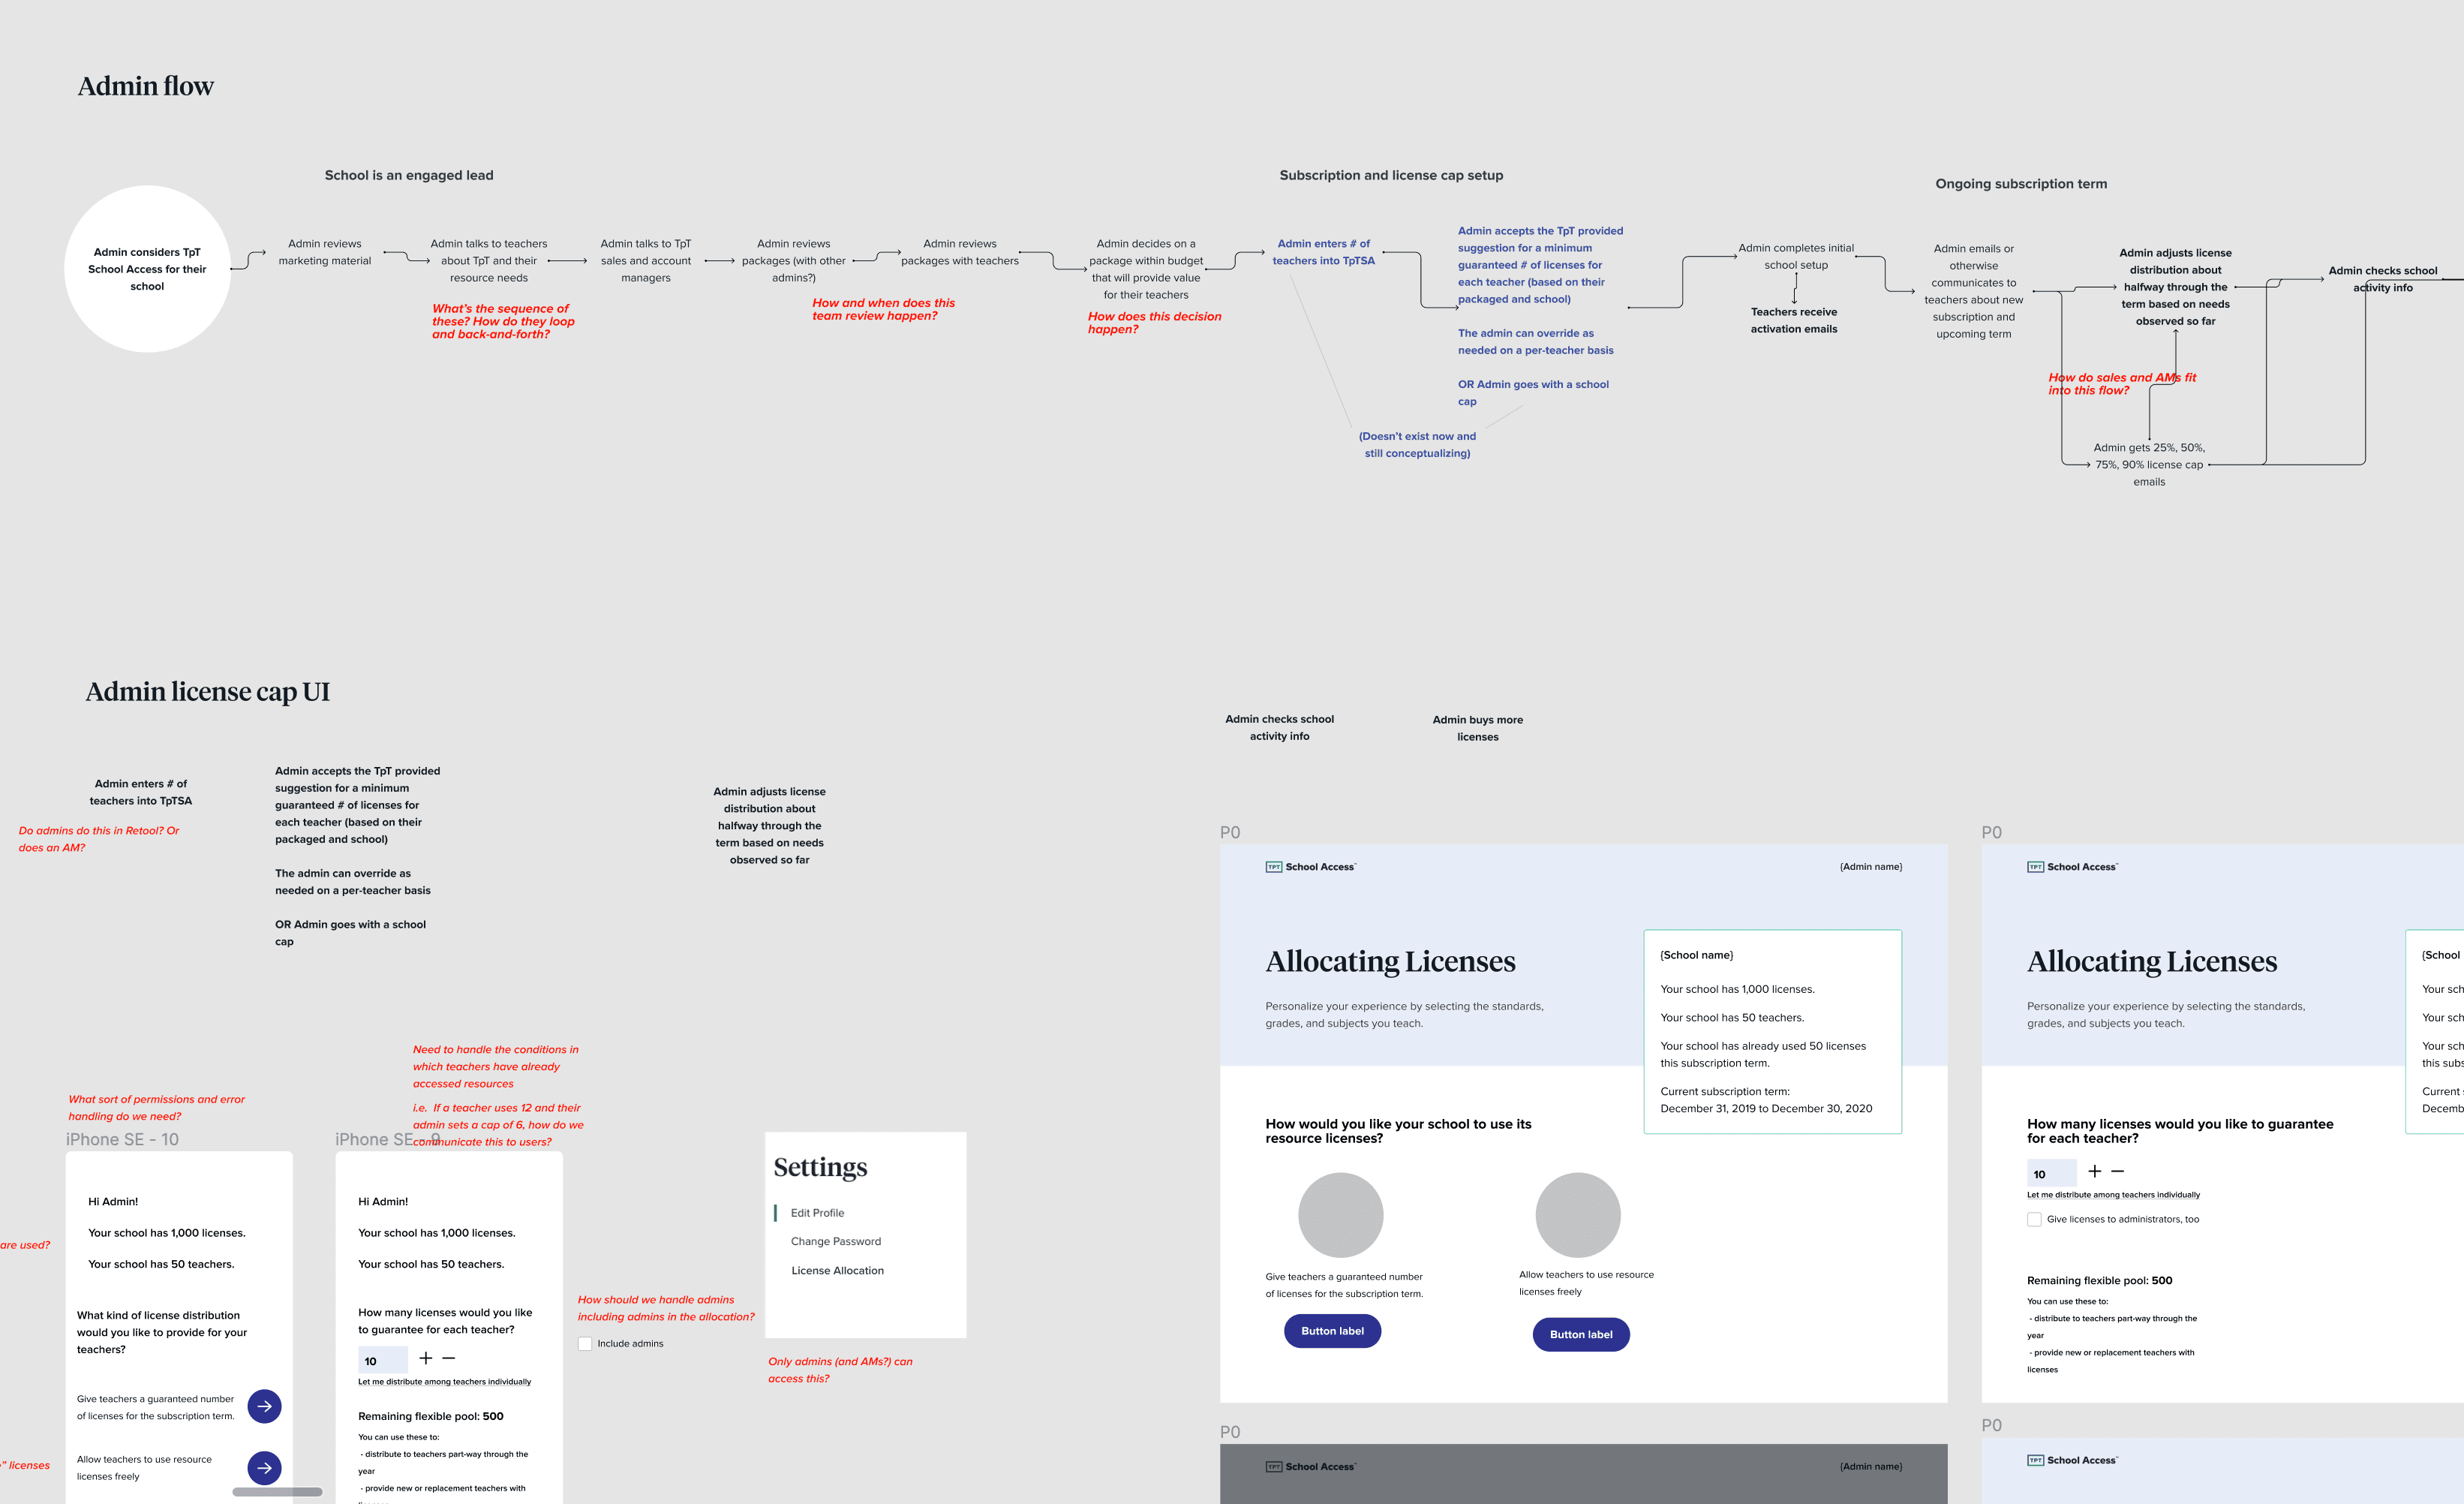 Admin flow
School is an engaged lead
Subscription and license cap setup
Ongoing subscription term
Admin considers TpT
School Access for their
school
Admin reviews
marketing material
Admin talks to teachers
about TpT and their
resource needs
What's the sequence of
these? How do they loop
and back-and-forth?
Admin talks to TpT
sales and account
managers
Admin reviews
packages (with other
admins?)
How and when does this
team review happen?
Admin reviews
packages with teachers
Admin decides on a
package within budget
that will provide value
for their teachers
How does this decision
happen?
Admin enters # of
teachers into TpTSA
Admin accepts the TpT provided
suggestion for a minimum
guaranteed # of licenses for
each teacher (based on their
packaged and school)
The admin can override as
needed on a per-teacher basis
OR Admin goes with a school
cap
(Doesn't exist now and
still conceptualizing)
Admin completes initial
school setup
Teachers receive
activation emails
Admin emails or
otherwise
communicates to
teachers about new
subscription and
upcoming term
Admin adjusts license
distribution about
halfway through the
term based on needs
observed so far
How do sales and AMs fit
into this flow?
Admin gets 25%, 50%,
75%, 90% license cap
emails
Admin checks school
activity info
Admin license cap UI
Admin enters # of
teachers into TpTSA
Do admins do this in Retool? Or
does an AM?
Admin accepts the TpT provided
suggestion for a minimum
guaranteed # of licenses for
each teacher (based on their
packaged and school)
The admin can override as
needed on a per-teacher basis
OR Admin goes with a school
cap
Admin adjusts license
distribution about
halfway through the
term based on needs
observed so far
Admin checks school
activity info
Admin buys more
licenses
What sort of permissions and error
handling do we need?
Need to handle the conditions in
which teachers have already
accessed resources
i.e. If a teacher uses 12 and their
admin sets a cap of 6, how do we
communicate this to users?
are used?
" licenses
iPhone SE - 10
Hi Admin!
Your school has 1,000 licenses.
Your school has 50 teachers.
What kind of license distribution
would you like to provide for your
teachers?
Give teachers a guaranteed number
of licenses for the subscription term.
Allow teachers to use resource
licenses freely
iPhone SE - 9
Hi Admin!
Your school has 1,000 licenses.
Your school has 50 teachers.
How many licenses would you like
to guarantee for each teacher?
10
Let me distribute among teachers individually
Remaining flexible pool: 500
You can use these to:
- distribute to teachers part-way through the
year
- provide new or replacement teachers with
How should we handle admins
including admins in the allocation?
Include admins
Settings
Edit Profile
Change Password
License Allocation
Only admins (and AMs?) can
access this?
P0
TPT School Access™
{Admin name}
Allocating Licenses
Personalize your experience by selecting the standards,
grades, and subjects you teach.
{School name}
Your school has 1,000 licenses.
Your school has 50 teachers.
Your school has already used 50 licenses
this subscription term.
Current subscription term:
December 31, 2019 to December 30, 2020
How would you like your school to use its
resource licenses?
Give teachers a guaranteed number
of licenses for the subscription term.
Button label
Allow teachers to use resource
licenses freely
Button label
P0
TPT School Access™
Allocating Licenses
Personalize your experience by selecting the standards,
grades, and subjects you teach.
{School
Your sch
Your sch
Your sch
this subs
Current
Decemb
How many licenses would you like to guarantee
for each teacher?
10
Let me distribute among teachers individually
Give licenses to administrators, too
Remaining flexible pool: 500
You can use these to:
- distribute to teachers part-way through the
year
- provide new or replacement teachers with
licenses
P0
TPT School Access™
{Admin name}
P0
TPT School Access™